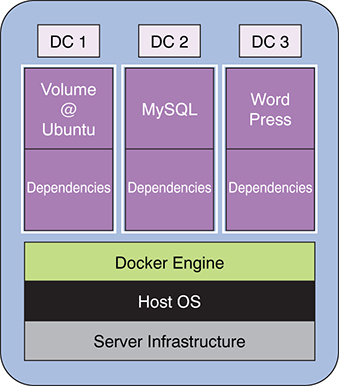 DC 1
DC 2
DC 3
Volume
@
Ubuntu
MySQL
Word
Press
Dependencies
Dependencies
Dependencies
Docker Engine
Host OS
Server Infrastructure